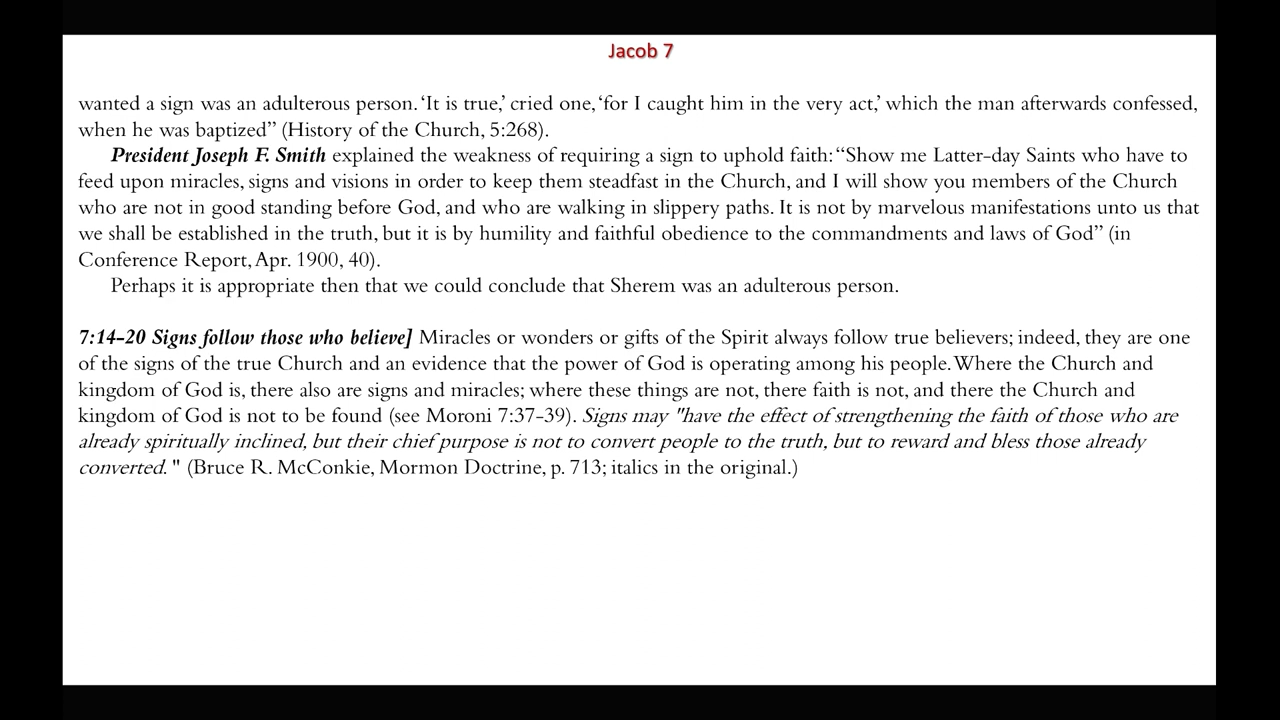 Jacob 7
wanted a sign was an adulterous person. ‘It is true,’ cried one, ‘for I caught him in the very act,’ which the man afterwards confessed,
when he was baptized” (History of the Church, 5:268).
President Joseph F. Smith explained the weakness of requiring a sign to uphold faith: “Show me Latter-day Saints who have to
feed upon miracles, signs and visions in order to keep them steadfast in the Church, and I will show you members of the Church
who are not in good standing before God, and who are walking in slippery paths. It is not by marvelous manifestations unto us that
we shall be established in the truth, but it is by humility and faithful obedience to the commandments and laws of God” (in
Conference Report, Apr. 1900, 40).
Perhaps it is appropriate then that we could conclude that Sherem was an adulterous person.
7:14-20 Signs follow those who believe] Miracles or wonders or gifts of the Spirit always follow true believers; indeed, they are one
of the signs of the true Church and an evidence that the power of God is operating among his people. Where the Church and
kingdom of God is, there also are signs and miracles; where these things are not, there faith is not, and there the Church and
kingdom of God is not to be found (see Moroni 7:37-39). Signs may "have the effect of strengthening the faith of those who are
already spiritually inclined, but their chief purpose is not to convert people to the truth, but to reward and bless those already
converted. " (Bruce R. McConkie, Mormon Doctrine, p. 713; italics in the original.)